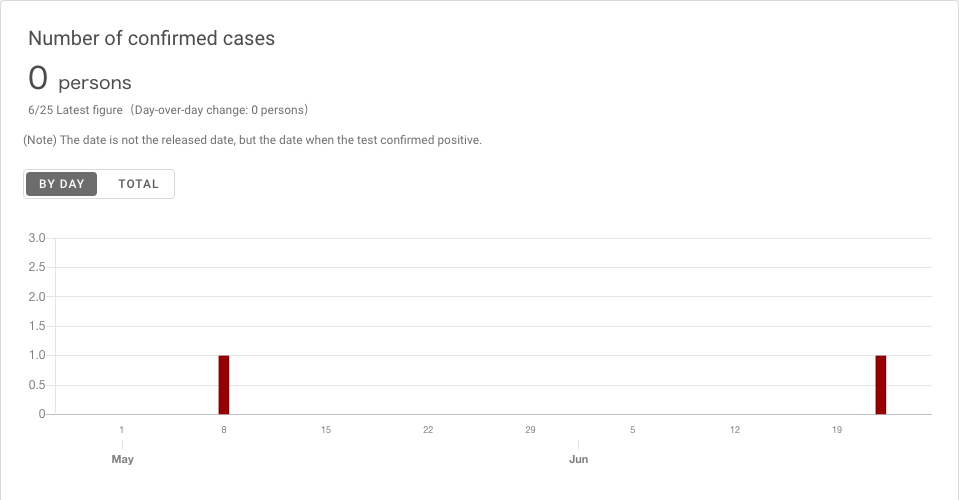 Number of confirmed cases
0 persons
6/25 Latest figure（Day-over-day change: 0 persons）
(Note) The date is not the released date, but the date when the test confirmed positive.
BY DAY TOTAL
3.0
2.5
2.0
1.5
1.0
0.5
0
1 8 15 22 29 5 12 19
May Jun